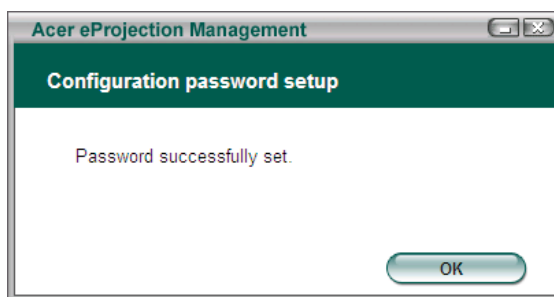 Acer eProjection Management
Configuration password setup
Password successfully set.
OK